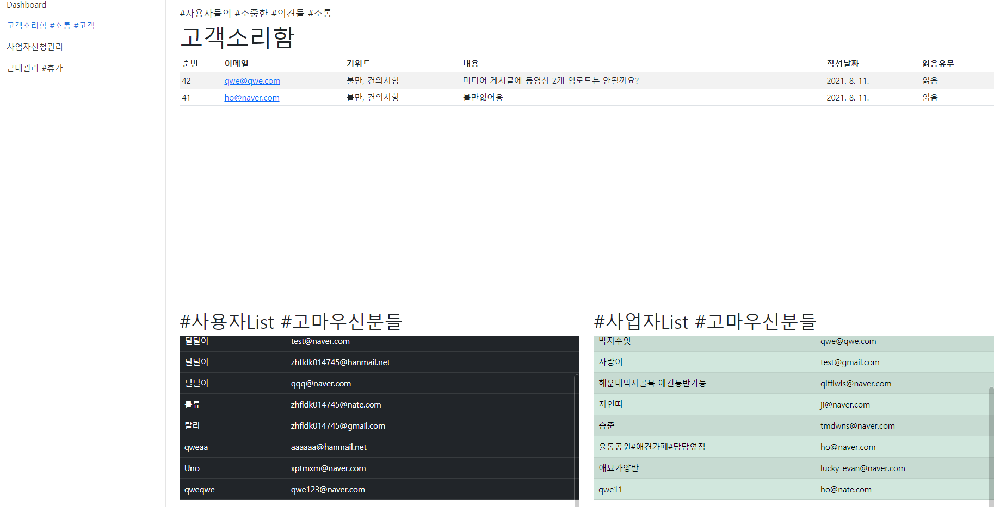 Dashboard
고객소리함 #소통 #고객
사업자신청관리
근태관리 #휴가
#사용자들의 #소중한 #의견들 #소통
고객소리함
순번 이메일 키워드 내용 작성날짜 읽음유무
42 qwe@qwe.com 불만, 건의사항 미디어 게시글에 동영상 2개 업로드는 안될까요? 2021. 8. 11. 읽음
41 ho@naver.com 불만, 건의사항 불만없어용 2021. 8. 11. 읽음
#사용자List #고마우신분들
덜덜이 test@naver.com
덜덜이 zhfldk014745@hanmail.net
덜덜이 qqq@naver.com
률류 zhfldk014745@nate.com
랄라 zhfldk014745@gmail.com
qweaa aaaaaa@hanmail.net
Uno xptmxm@naver.com
qweqwe qwe123@naver.com
#사업자List #고마우신분들
박지수잇 qwe@qwe.com
사랑이 test@gmail.com
해운대먹자골목 애견동반가능 qlfflwls@naver.com
지연띠 ji@naver.com
승준 tmdwns@naver.com
율동공원#애견카페#탐탐옆집 ho@naver.com
애묘가양반 lucky_evan@naver.com
qwe11 ho@nate.com